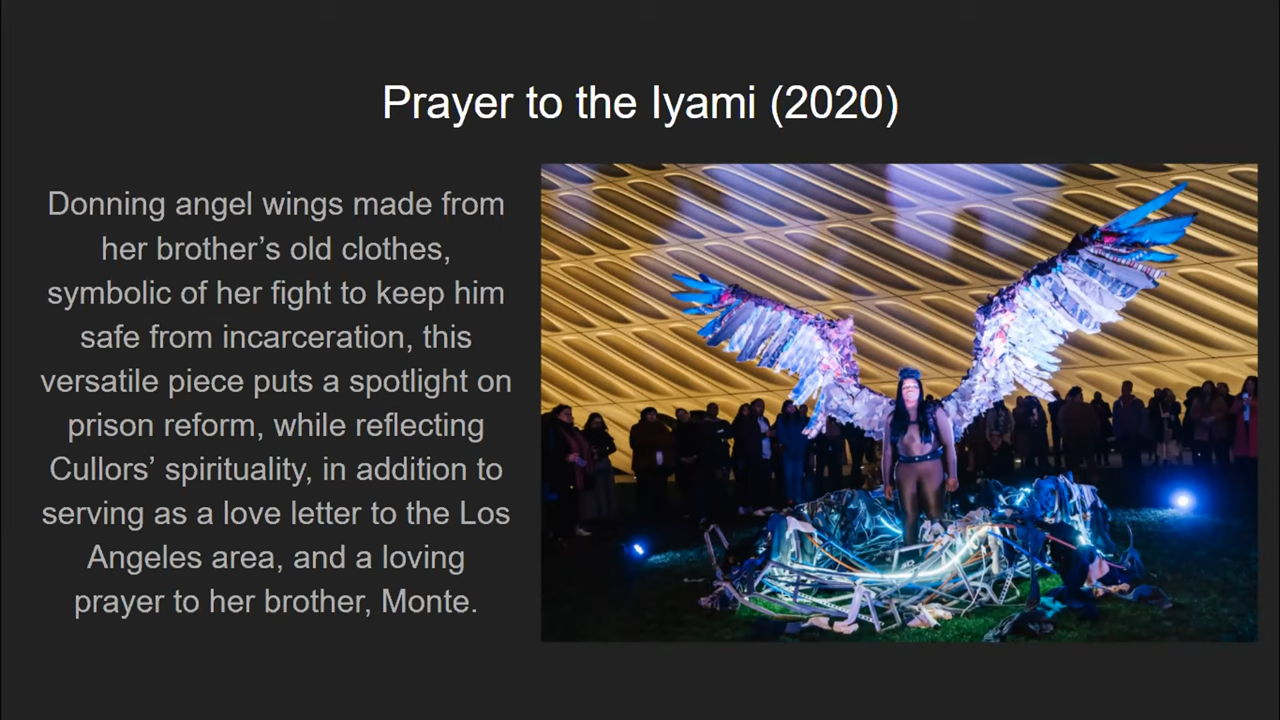 Prayer to the Iyami (2020)
Donning angel wings made from
her brother’s old clothes,
symbolic of her fight to keep him
safe from incarceration, this
versatile piece puts a spotlight on
prison reform, while reflecting
Cullors’ spirituality, in addition to
serving as a love letter to the Los
Angeles area, and a loving
prayer to her brother, Monte.